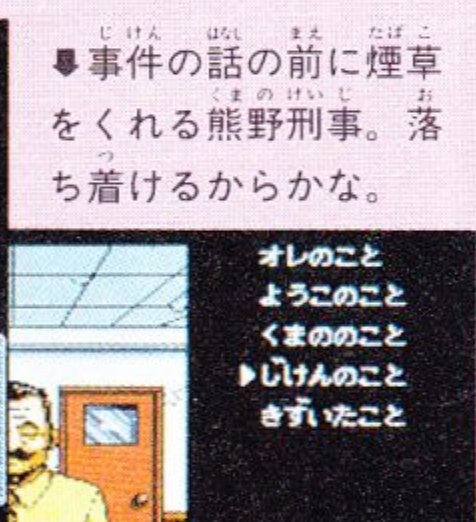 ⬇事件の話の前に煙草
をくれる熊野刑事。落
ち着けるからかな。
オレのこと
ようこのこと
くまののこと
▶じけんのこと
きずいたこと